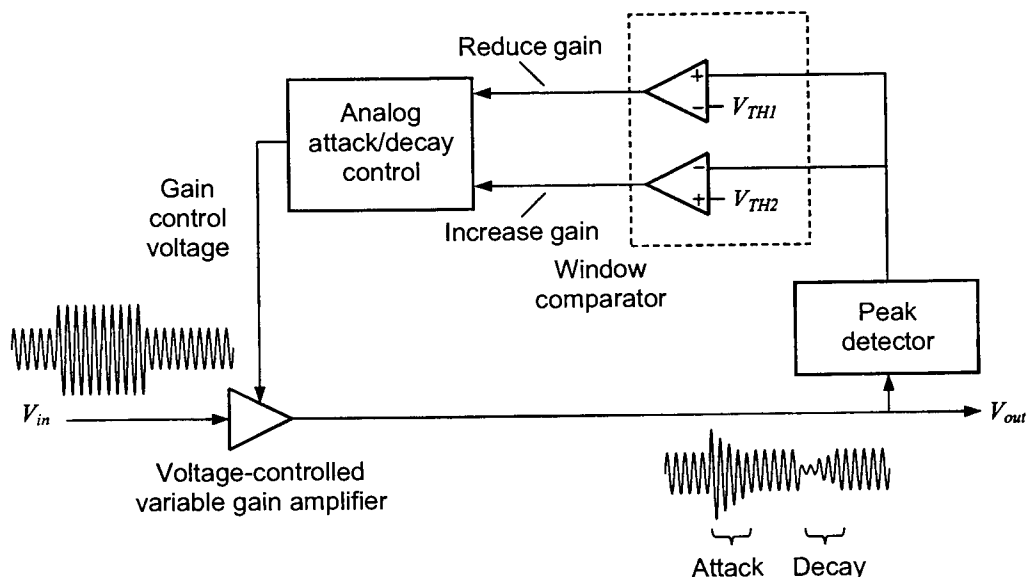 Reduce gain
Analog
attack/decay
control
+
−
V_TH1
−
+
V_TH2
Increase gain
Gain
control
voltage
Window
comparator
Peak
detector
V_in
V_out
Voltage-controlled
variable gain amplifier
Attack
Decay